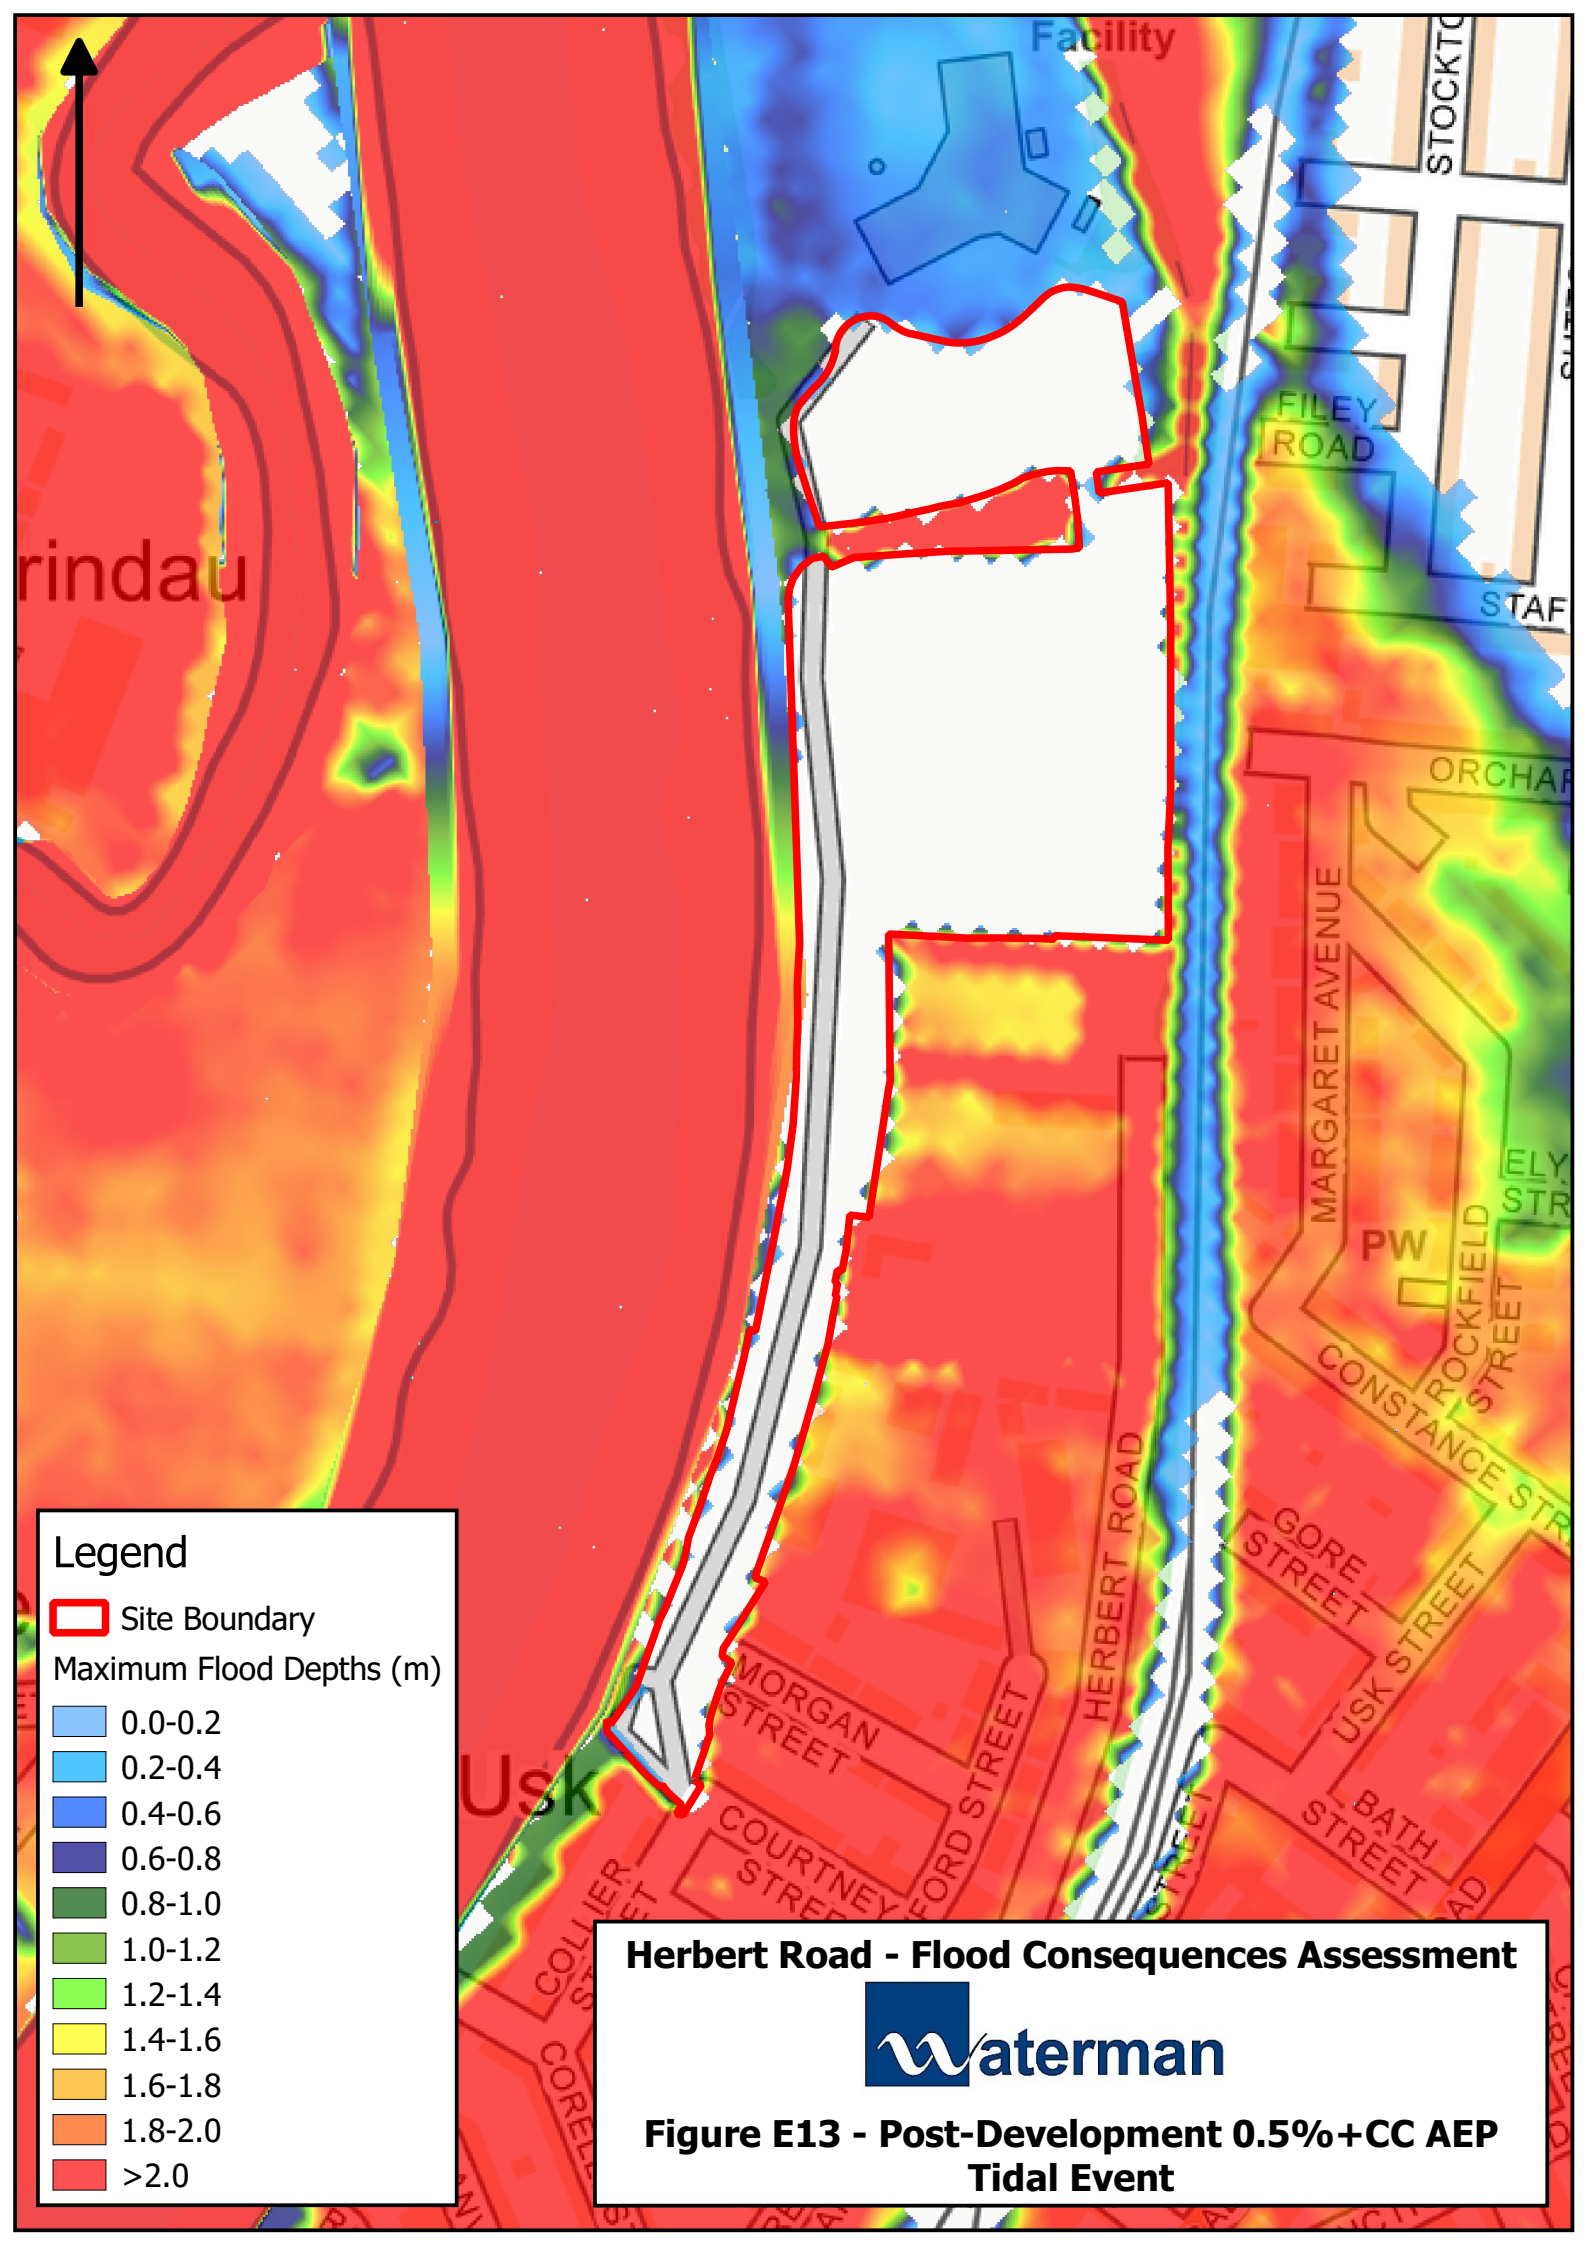 Facility
STOCKTO
FILEY
ROAD
STAF
rindau
ORCHAR
MARGARET AVENUE
ELY
STR
PW
ROCKFIELD
STREET
CONSTANCE STR
HERBERT ROAD
GORE
STREET
USK STREET
MORGAN
STREET
BATH
STREET
STREET
FORD STREET
COURTNEY
STRE
COLLIER
Usk
COREL
Legend
Site Boundary
Maximum Flood Depths (m)
0.0-0.2
0.2-0.4
0.4-0.6
0.6-0.8
0.8-1.0
1.0-1.2
1.2-1.4
1.4-1.6
1.6-1.8
1.8-2.0
>2.0
Herbert Road - Flood Consequences Assessment
Waterman
Figure E13 - Post-Development 0.5%+CC AEP
Tidal Event